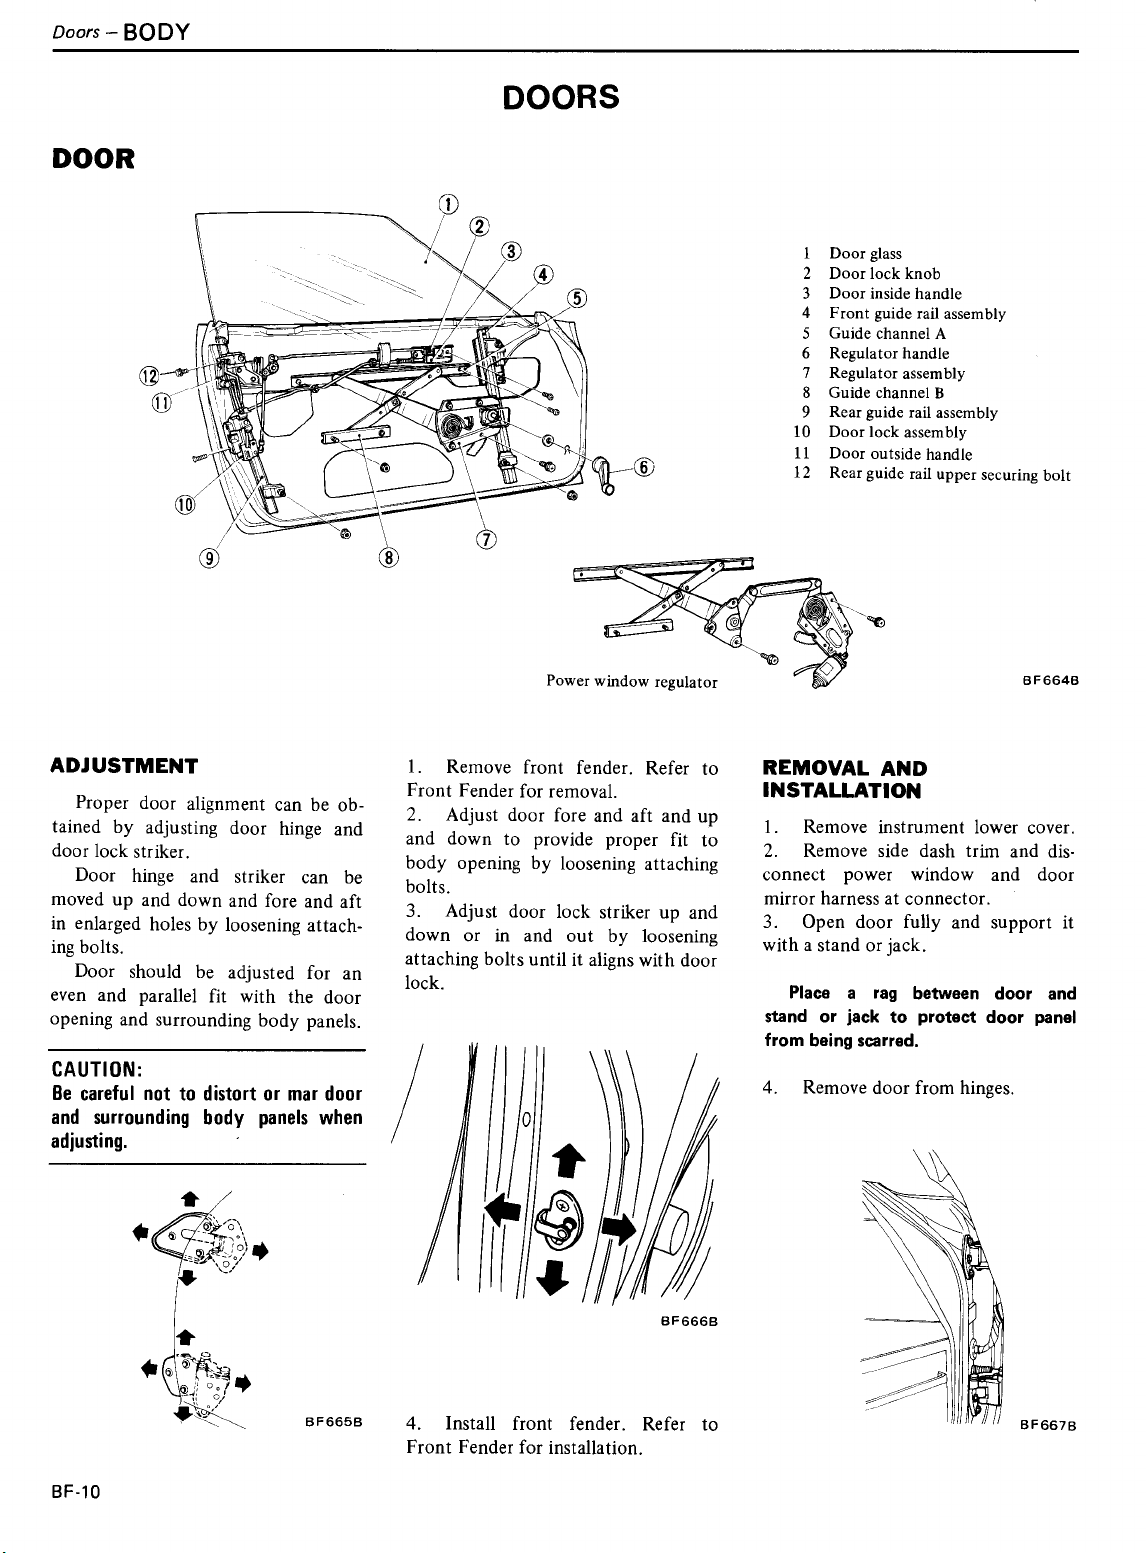 Doors – BODY
DOORS
DOOR
1
2
3
4
5
12
11
6
10
9
8
7
1 Door glass
2 Door lock knob
3 Door inside handle
4 Front guide rail assembly
5 Guide channel A
6 Regulator handle
7 Regulator assembly
8 Guide channel B
9 Rear guide rail assembly
10 Door lock assembly
11 Door outside handle
12 Rear guide rail upper securing bolt
Power window regulator
BF664B
ADJUSTMENT
Proper door alignment can be ob-
tained by adjusting door hinge and
door lock striker.
Door hinge and striker can be
moved up and down and fore and aft
in enlarged holes by loosening attach-
ing bolts.
Door should be adjusted for an
even and parallel fit with the door
opening and surrounding body panels.
CAUTION:
Be careful not to distort or mar door
and surrounding body panels when
adjusting.
BF665B
1. Remove front fender. Refer to
Front Fender for removal.
2. Adjust door fore and aft and up
and down to provide proper fit to
body opening by loosening attaching
bolts.
3. Adjust door lock striker up and
down or in and out by loosening
attaching bolts until it aligns with door
lock.
BF666B
4. Install front fender. Refer to
Front Fender for installation.
REMOVAL AND
INSTALLATION
1. Remove instrument lower cover.
2. Remove side dash trim and dis-
connect power window and door
mirror harness at connector.
3. Open door fully and support it
with a stand or jack.
Place a rag between door and
stand or jack to protect door panel
from being scarred.
4. Remove door from hinges.
BF667B
BF-10